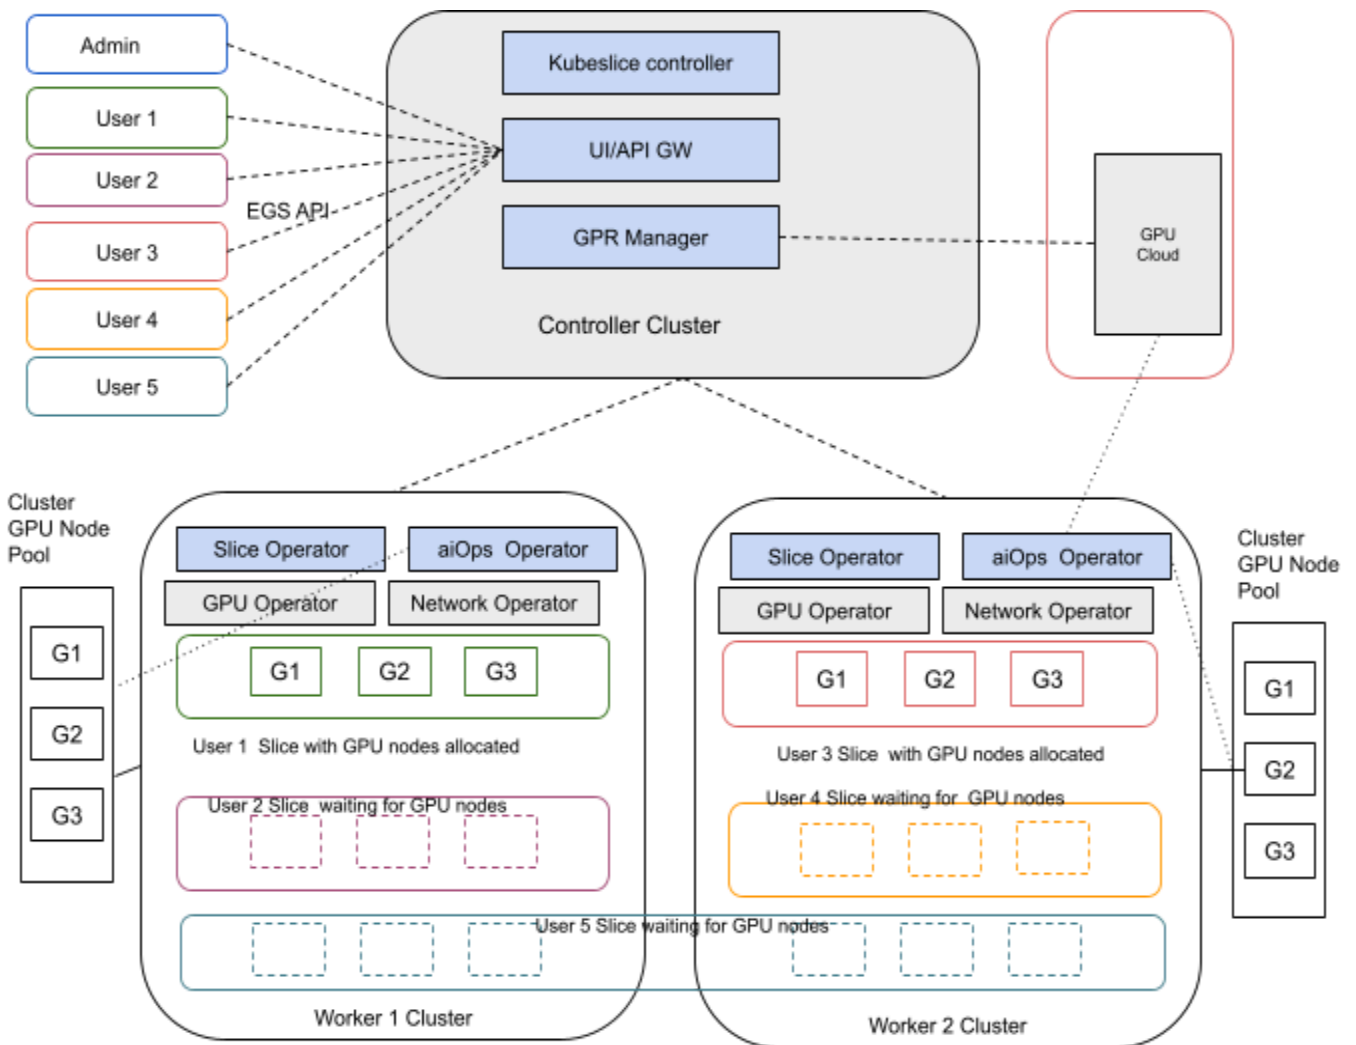 Admin
User 1
User 2
User 3
User 4
User 5
EGS API
Kubeslice controller
UI/API GW
GPR Manager
Controller Cluster
GPU
Cloud
Cluster
GPU Node
Pool
G1
G2
G3
Slice Operator
aiOps Operator
GPU Operator
Network Operator
G1
G2
G3
User 1 Slice with GPU nodes allocated
User 2 Slice waiting for GPU nodes
User 5 Slice waiting for GPU nodes
Worker 1 Cluster
Slice Operator
aiOps Operator
GPU Operator
Network Operator
G1
G2
G3
User 3 Slice with GPU nodes allocated
User 4 Slice waiting for GPU nodes
Worker 2 Cluster
Cluster
GPU Node
Pool
G1
G2
G3